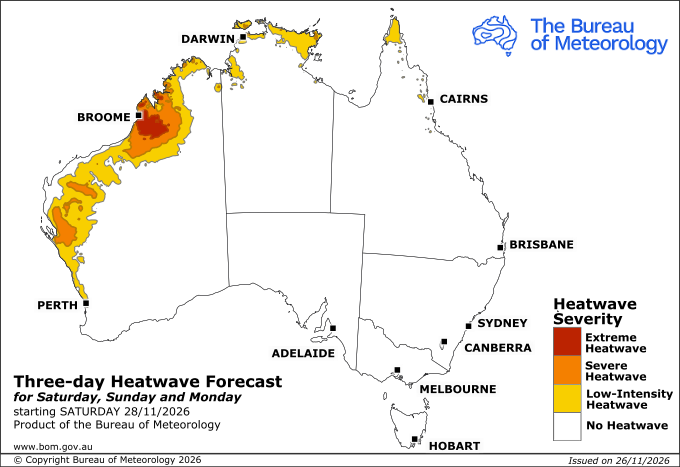 The Bureau
of Meteorology
DARWIN
CAIRNS
BROOME
BRISBANE
PERTH
SYDNEY
CANBERRA
ADELAIDE
MELBOURNE
HOBART
Heatwave
Severity
Extreme
Heatwave
Severe
Heatwave
Low-Intensity
Heatwave
No Heatwave
Three-day Heatwave Forecast
for Saturday, Sunday and Monday
starting SATURDAY 28/11/2026
Product of the Bureau of Meteorology
www.bom.gov.au
© Copyright Bureau of Meteorology 2026
Issued on 26/11/2026